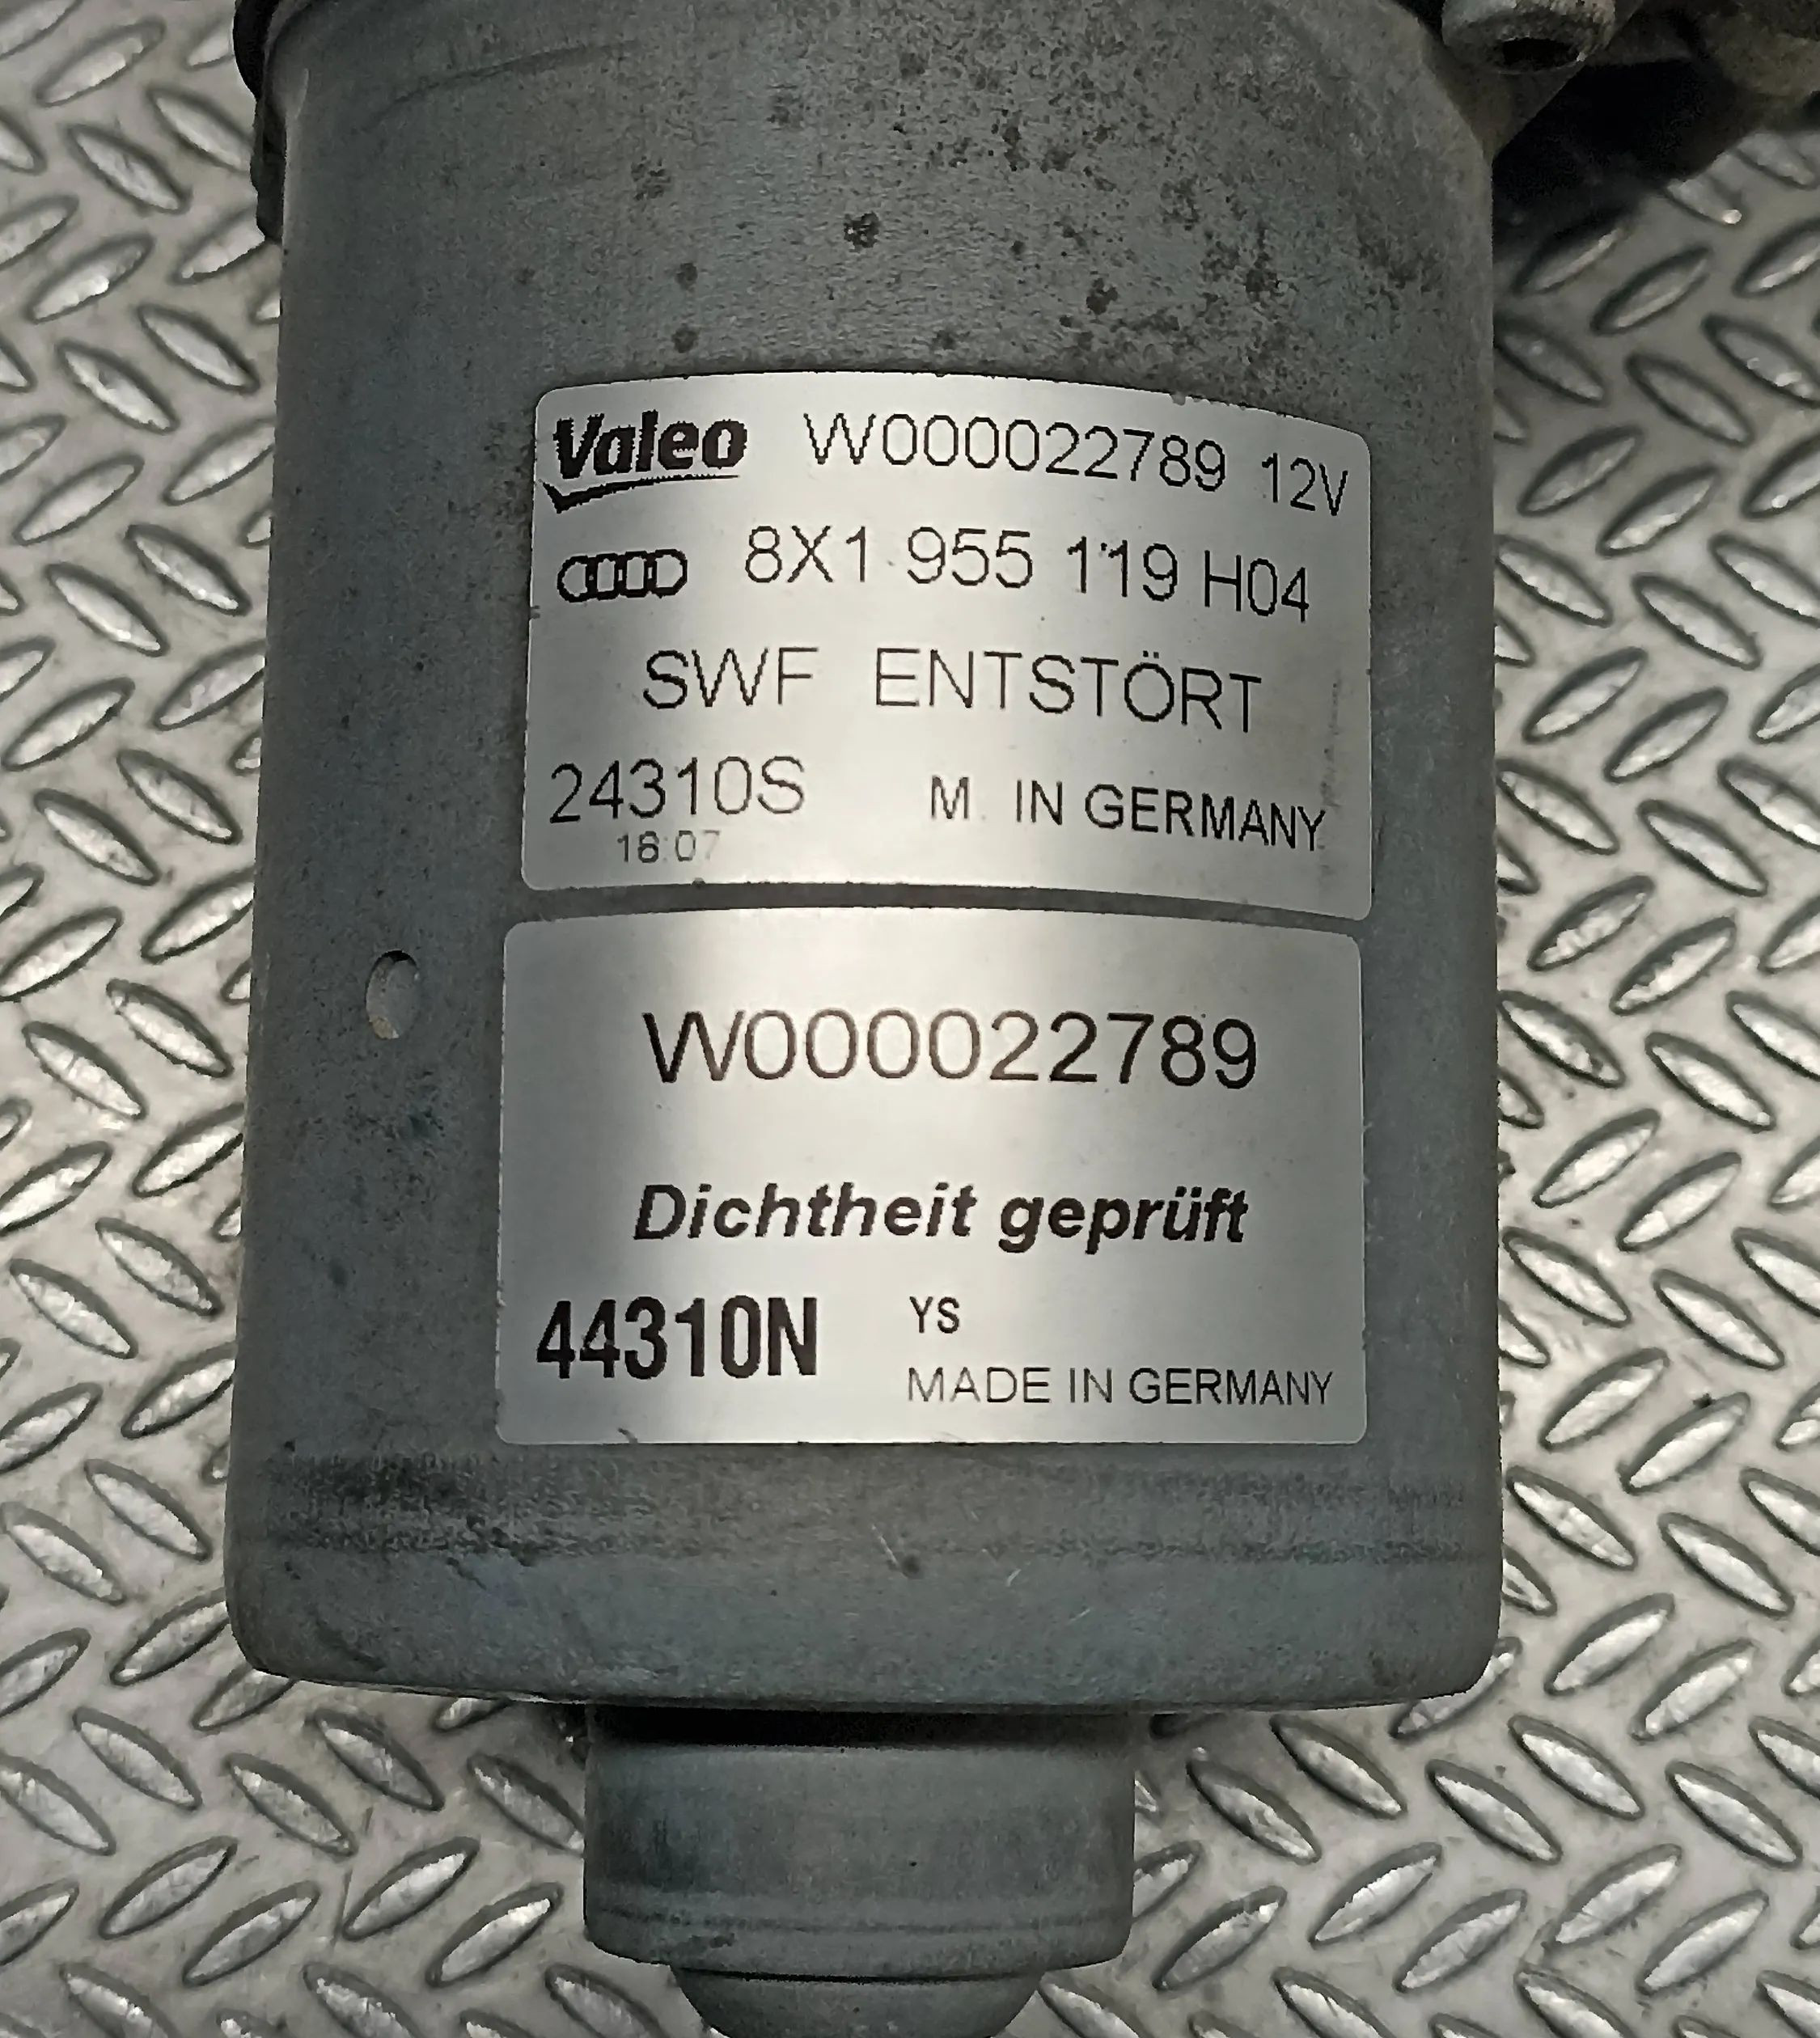 Valeo W000022789 12V
8X1 955 119 H04
SWF ENTSTÖRT
24310S M. IN GERMANY
16:07
W000022789
Dichtheit geprüft
44310N YS
MADE IN GERMANY